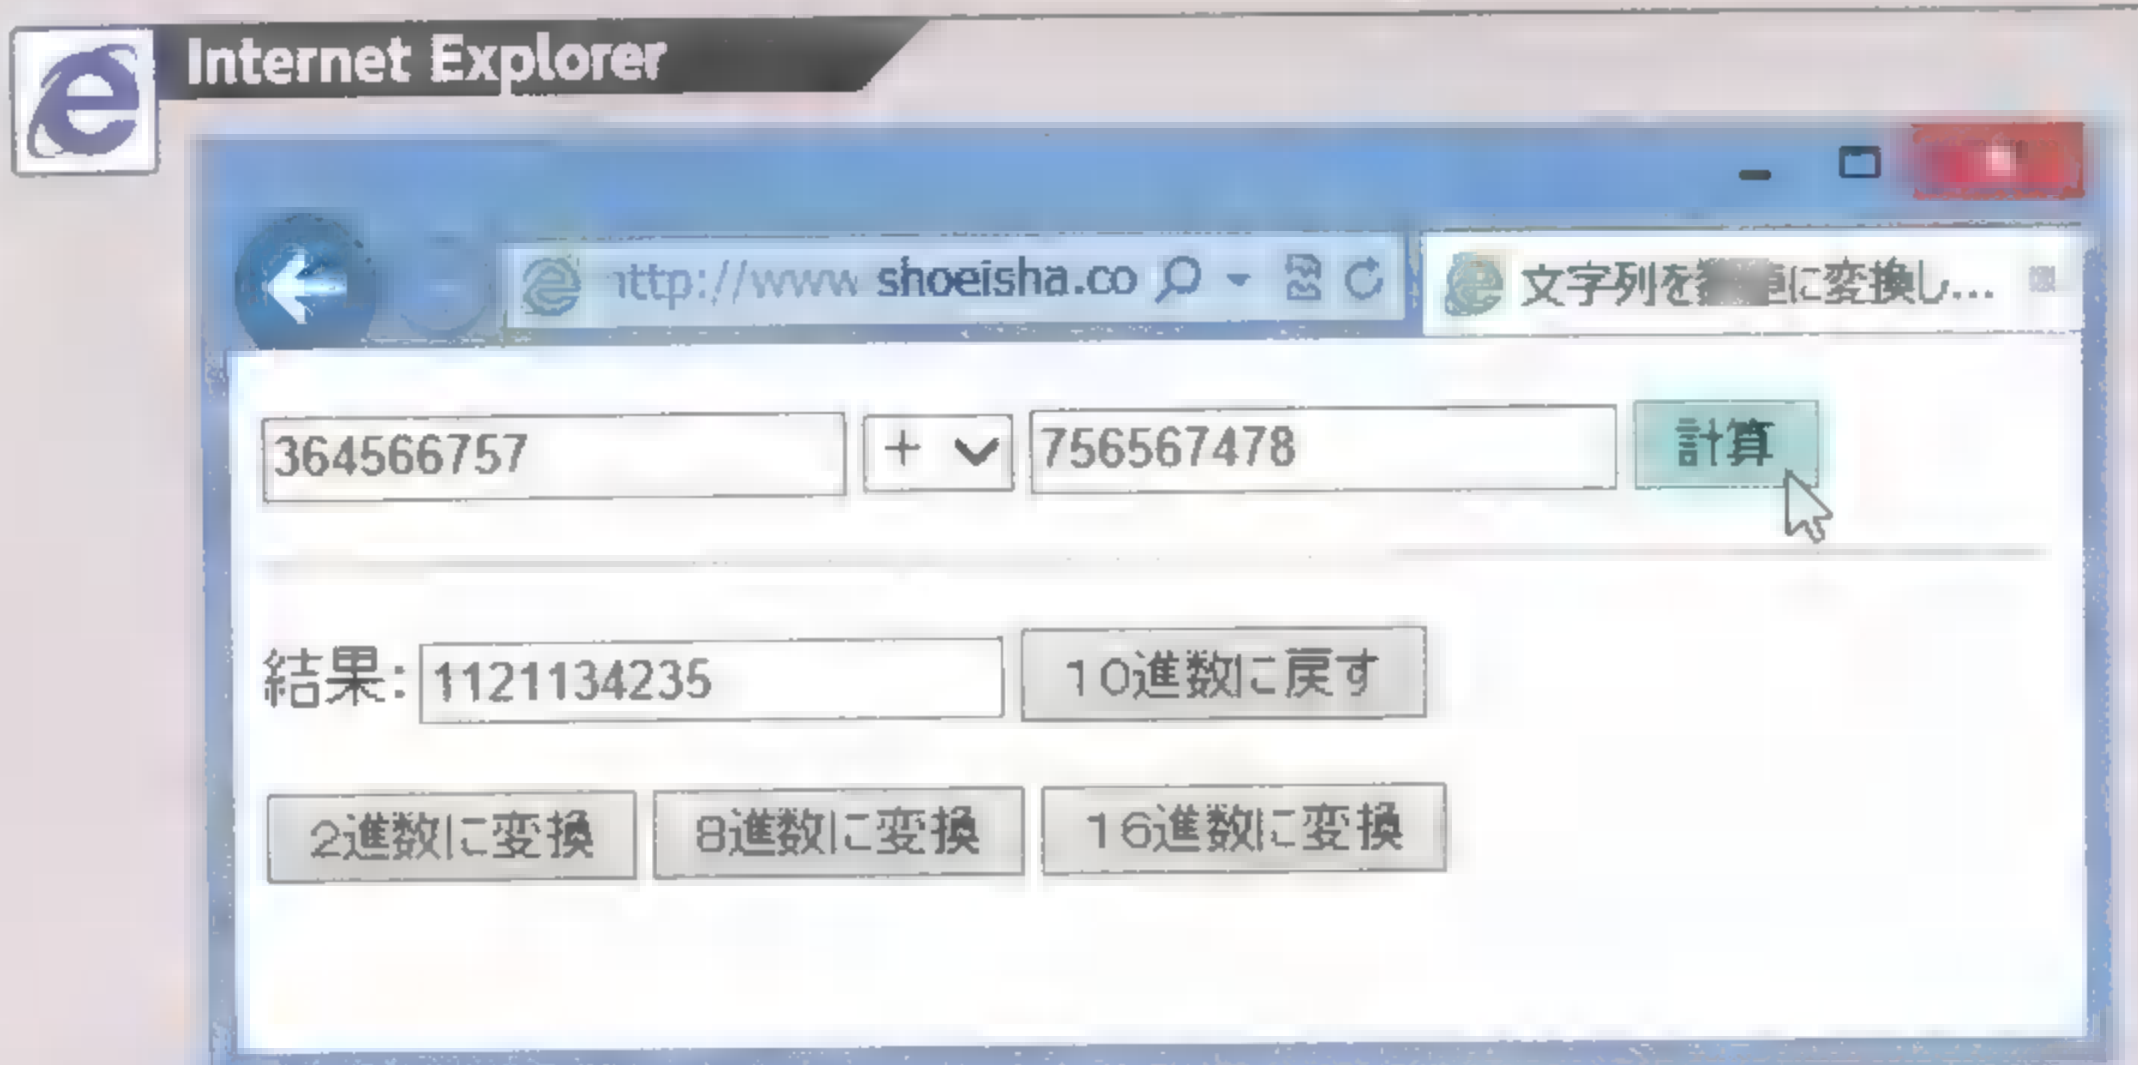 Internet Explorer
ttp://www.shoeisha.co 文字列を数値に変換し...
364566757 + 756567478 計算
結果: 1121134235 10進数に戻す
2進数に変換 8進数に変換 16進数に変換